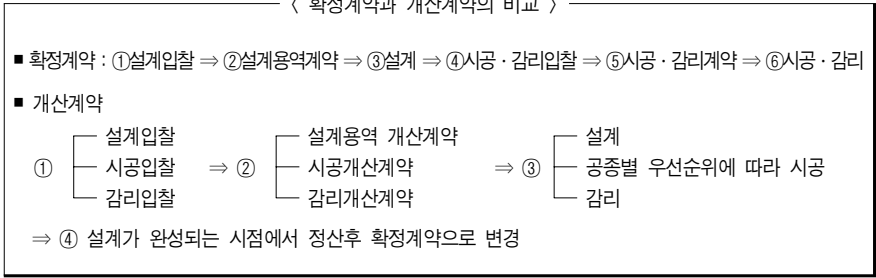 〈 확정계약과 개산계약의 비교 〉
■ 확정계약 : ①설계입찰 ⇒ ②설계용역계약 ⇒ ③설계 ⇒ ④시공 · 감리입찰 ⇒ ⑤시공 · 감리계약 ⇒ ⑥시공 · 감리
■ 개산계약
설계입찰 설계용역 개산계약 설계
① 시공입찰 ⇒ ② 시공개산계약 ⇒ ③ 공종별 우선순위에 따라 시공
감리입찰 감리개산계약 감리
⇒ ④ 설계가 완성되는 시점에서 정산후 확정계약으로 변경